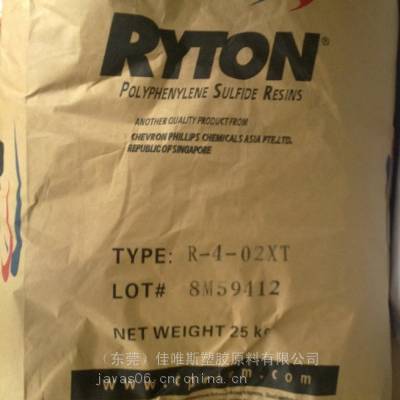 RYTON®
POLYPHENYLENE SULFIDE RESINS
ANOTHER QUALITY PRODUCT FROM
CHEVRON PHILLIPS CHEMICALS ASIA PTE.LTD.
REPUBLIC OF SINGAPORE
TYPE: R-4-02XT
LOT# 8M59412
NET WEIGHT 25 kg
（东莞）佳唯斯塑胶原料有限公司
javas06.cn.china.cn